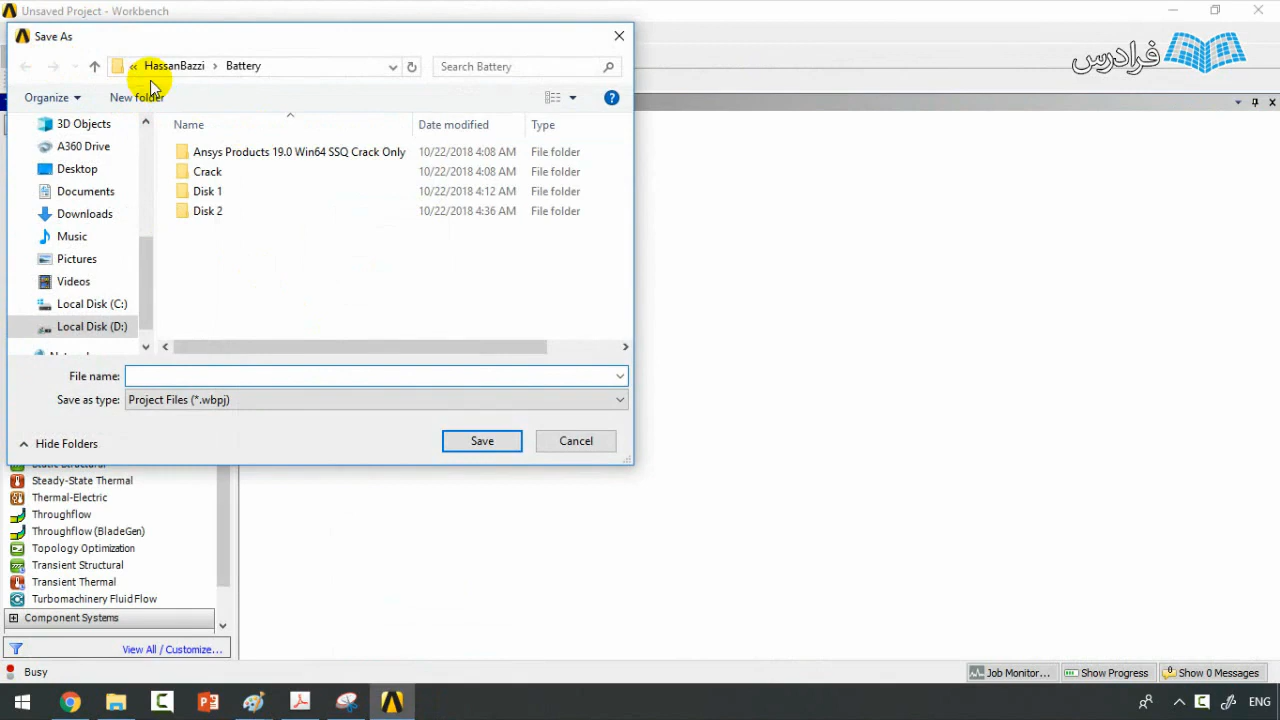 Unsaved Project - Workbench
Save As
فرادرس
« HassanBazzi › Battery
Search Battery
Organize
New folder
Name
Date modified
Type
3D Objects
A360 Drive
Desktop
Documents
Downloads
Music
Pictures
Videos
Local Disk (C:)
Local Disk (D:)
Ansys Products 19.0 Win64 SSQ Crack Only 10/22/2018 4:08 AM File folder
Crack 10/22/2018 4:08 AM File folder
Disk 1 10/22/2018 4:12 AM File folder
Disk 2 10/22/2018 4:36 AM File folder
File name:
Save as type: Project Files (*.wbpj)
Hide Folders
Save
Cancel
Static Structural
Steady-State Thermal
Thermal-Electric
Throughflow
Throughflow (BladeGen)
Topology Optimization
Transient Structural
Transient Thermal
Turbomachinery Fluid Flow
Component Systems
View All / Customize...
Busy
Job Monitor...
Show Progress
Show 0 Messages
ENG